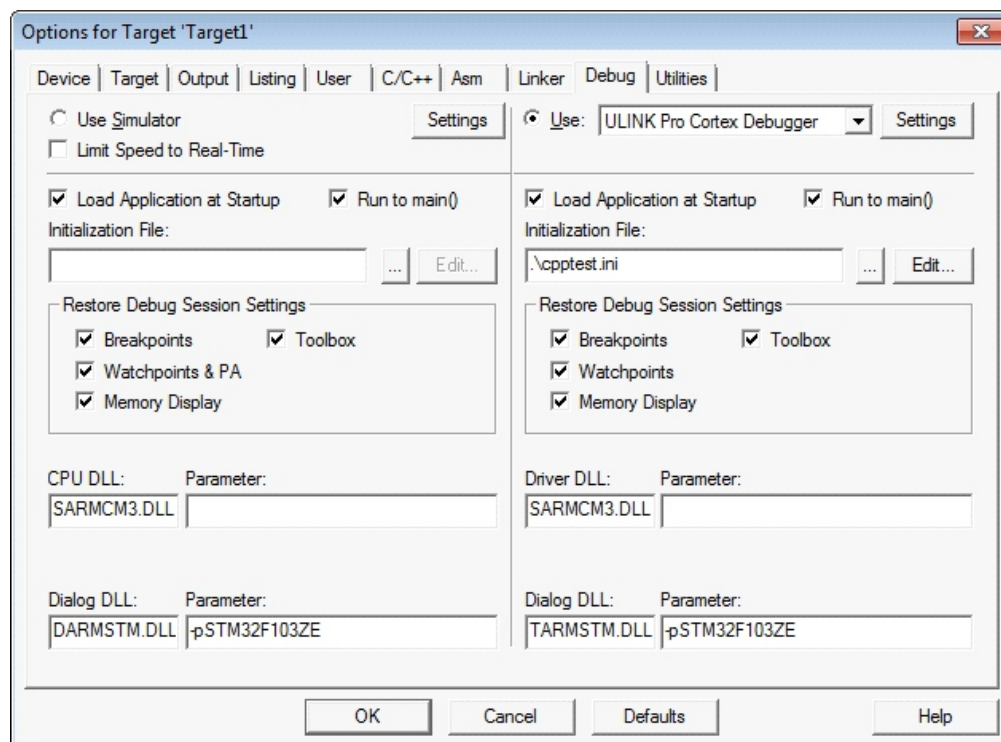 Options for Target 'Target1'
Device Target Output Listing User C/C++ Asm Linker Debug Utilities
Use Simulator Settings
Limit Speed to Real-Time
Use: ULINK Pro Cortex Debugger Settings
Load Application at Startup Run to main()
Initialization File:
... Edit...
Restore Debug Session Settings
Breakpoints Toolbox
Watchpoints & PA
Memory Display
CPU DLL: Parameter:
SARMCM3.DLL
Dialog DLL: Parameter:
DARMSTM.DLL -pSTM32F103ZE
Load Application at Startup Run to main()
Initialization File:
.\cpptest.ini ... Edit...
Restore Debug Session Settings
Breakpoints Toolbox
Watchpoints
Memory Display
Driver DLL: Parameter:
SARMCM3.DLL
Dialog DLL: Parameter:
TARMSTM.DLL -pSTM32F103ZE
OK Cancel Defaults Help